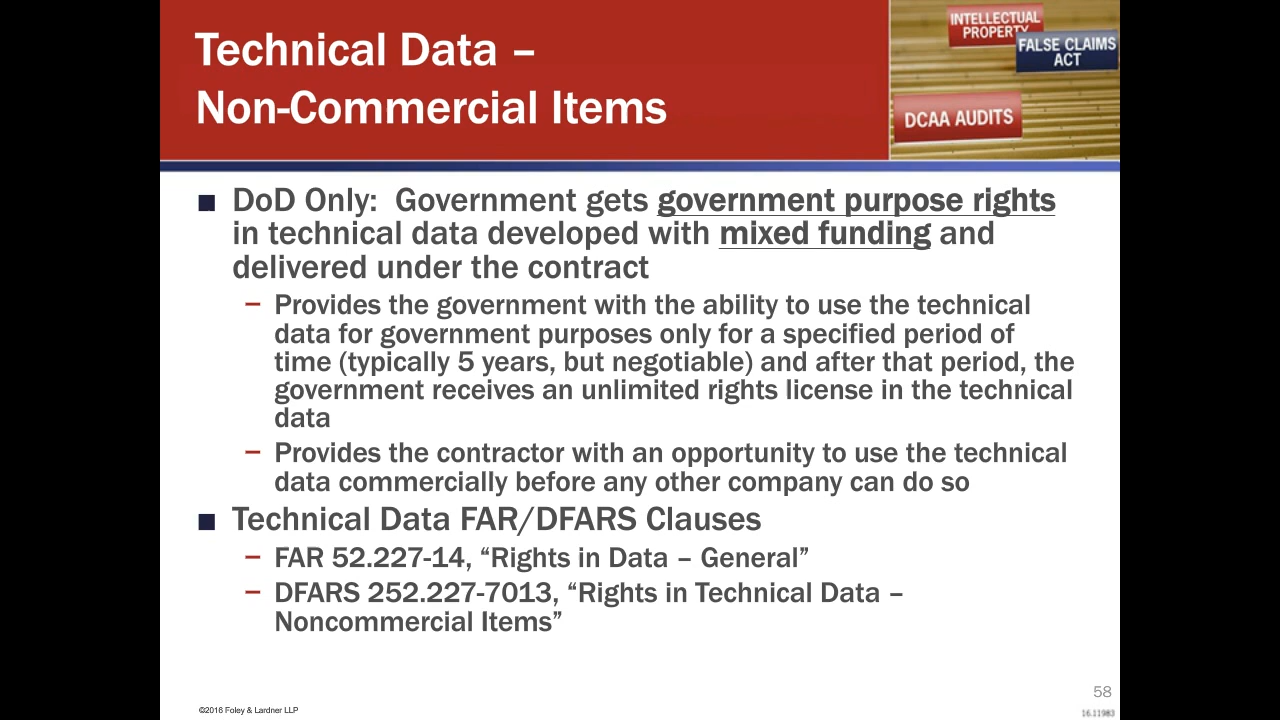 Technical Data –
Non-Commercial Items
INTELLECTUAL
PROPERTY
FALSE CLAIMS
ACT
DCAA AUDITS
■ DoD Only: Government gets government purpose rights
in technical data developed with mixed funding and
delivered under the contract
– Provides the government with the ability to use the technical
data for government purposes only for a specified period of
time (typically 5 years, but negotiable) and after that period, the
government receives an unlimited rights license in the technical
data
– Provides the contractor with an opportunity to use the technical
data commercially before any other company can do so
■ Technical Data FAR/DFARS Clauses
– FAR 52.227-14, “Rights in Data – General”
– DFARS 252.227-7013, “Rights in Technical Data –
Noncommercial Items”
©2016 Foley & Lardner LLP
58
16.11983